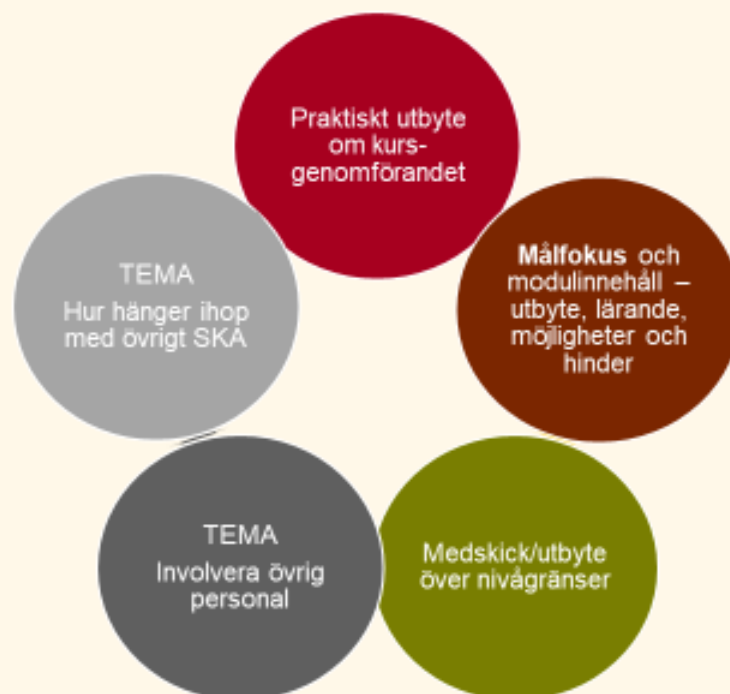 Praktiskt utbyte
om kurs-
genomförandet
Målfokus och
modulinnehåll –
utbyte, lärande,
möjligheter och
hinder
Medskick/utbyte
över nivågränser
TEMA
Involvera övrig
personal
TEMA
Hur hänger ihop
med övrigt SKA